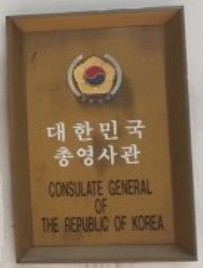 대한민국
총영사관
CONSULATE GENERAL
OF
THE REPUBLIC OF KOREA